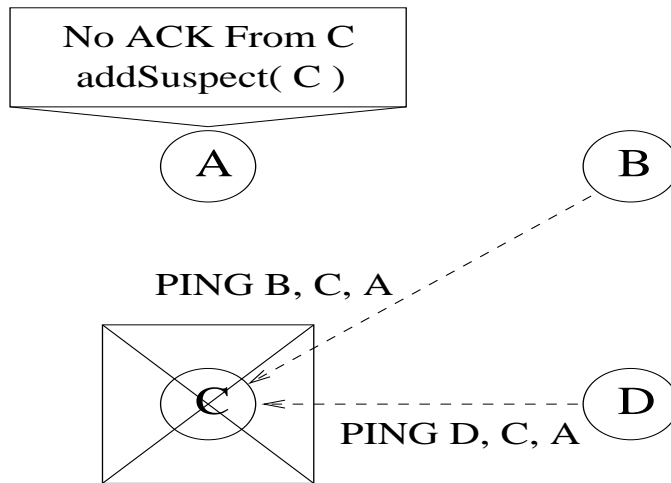 No ACK From C
addSuspect( C )
A
B
PING B, C, A
C
D
PING D, C, A